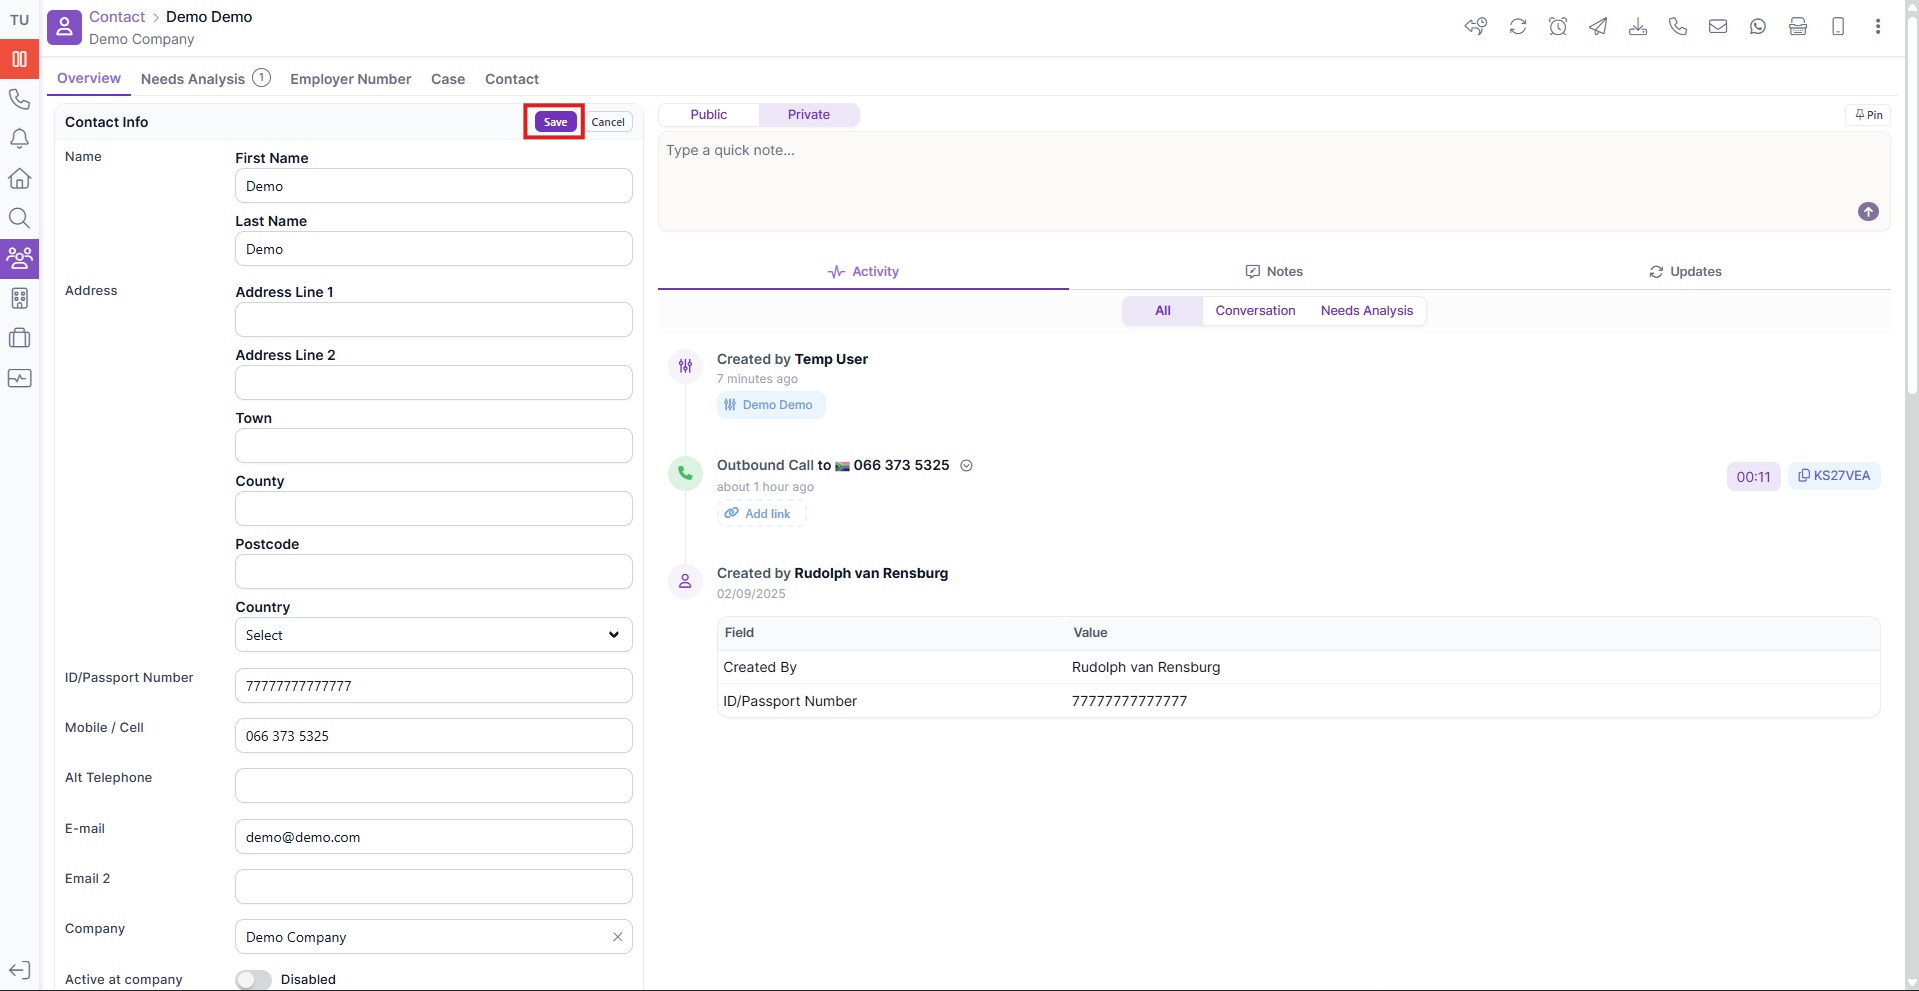 TU
Contact > Demo Demo
Demo Company
Overview
Needs Analysis 1
Employer Number
Case
Contact
Contact Info
Save
Cancel
Name
First Name
Demo
Last Name
Demo
Address
Address Line 1
Address Line 2
Town
County
Postcode
Country
Select
ID/Passport Number
77777777777777
Mobile / Cell
066 373 5325
Alt Telephone
E-mail
demo@demo.com
Email 2
Company
Demo Company
Active at company
Disabled
Public
Private
Pin
Type a quick note...
Activity
Notes
Updates
All
Conversation
Needs Analysis
Created by Temp User
7 minutes ago
Demo Demo
Outbound Call to 066 373 5325
about 1 hour ago
Add link
00:11
KS27VEA
Created by Rudolph van Rensburg
02/09/2025
Field Value
Created By Rudolph van Rensburg
ID/Passport Number 77777777777777